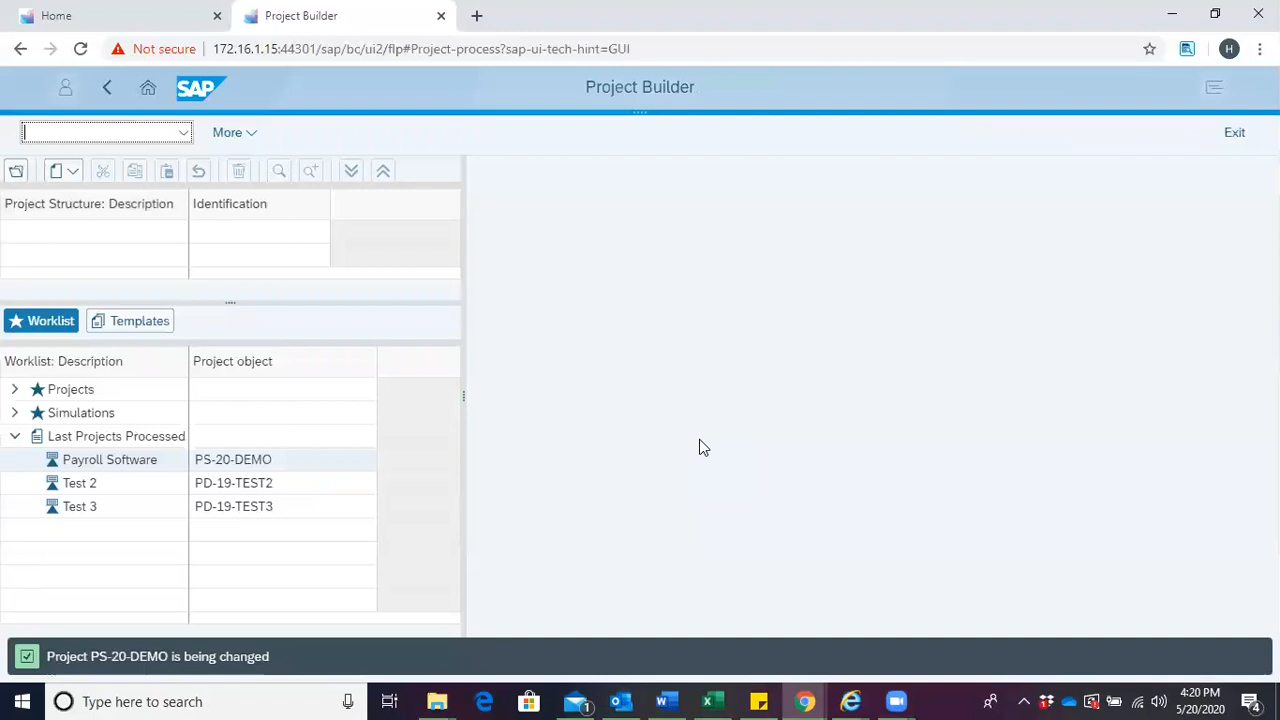 Home
Project Builder
Not secure
172.16.1.15:44301/sap/bc/ui2/flp#Project-process?sap-ui-tech-hint=GUI
H
SAP
Project Builder
More
Exit
Project Structure: Description
Identification
Worklist
Templates
Worklist: Description
Project object
Projects
Simulations
Last Projects Processed
Payroll Software
PS-20-DEMO
Test 2
PD-19-TEST2
Test 3
PD-19-TEST3
Project PS-20-DEMO is being changed
Type here to search
1
4:20 PM
5/20/2020
4